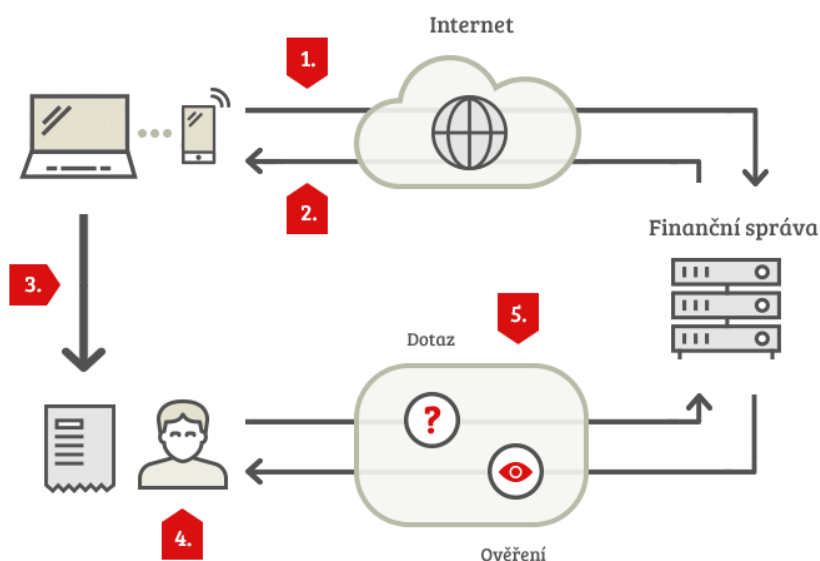 Internet
1.
2.
Finanční správa
3.
5.
Dotaz
?
4.
Ověření